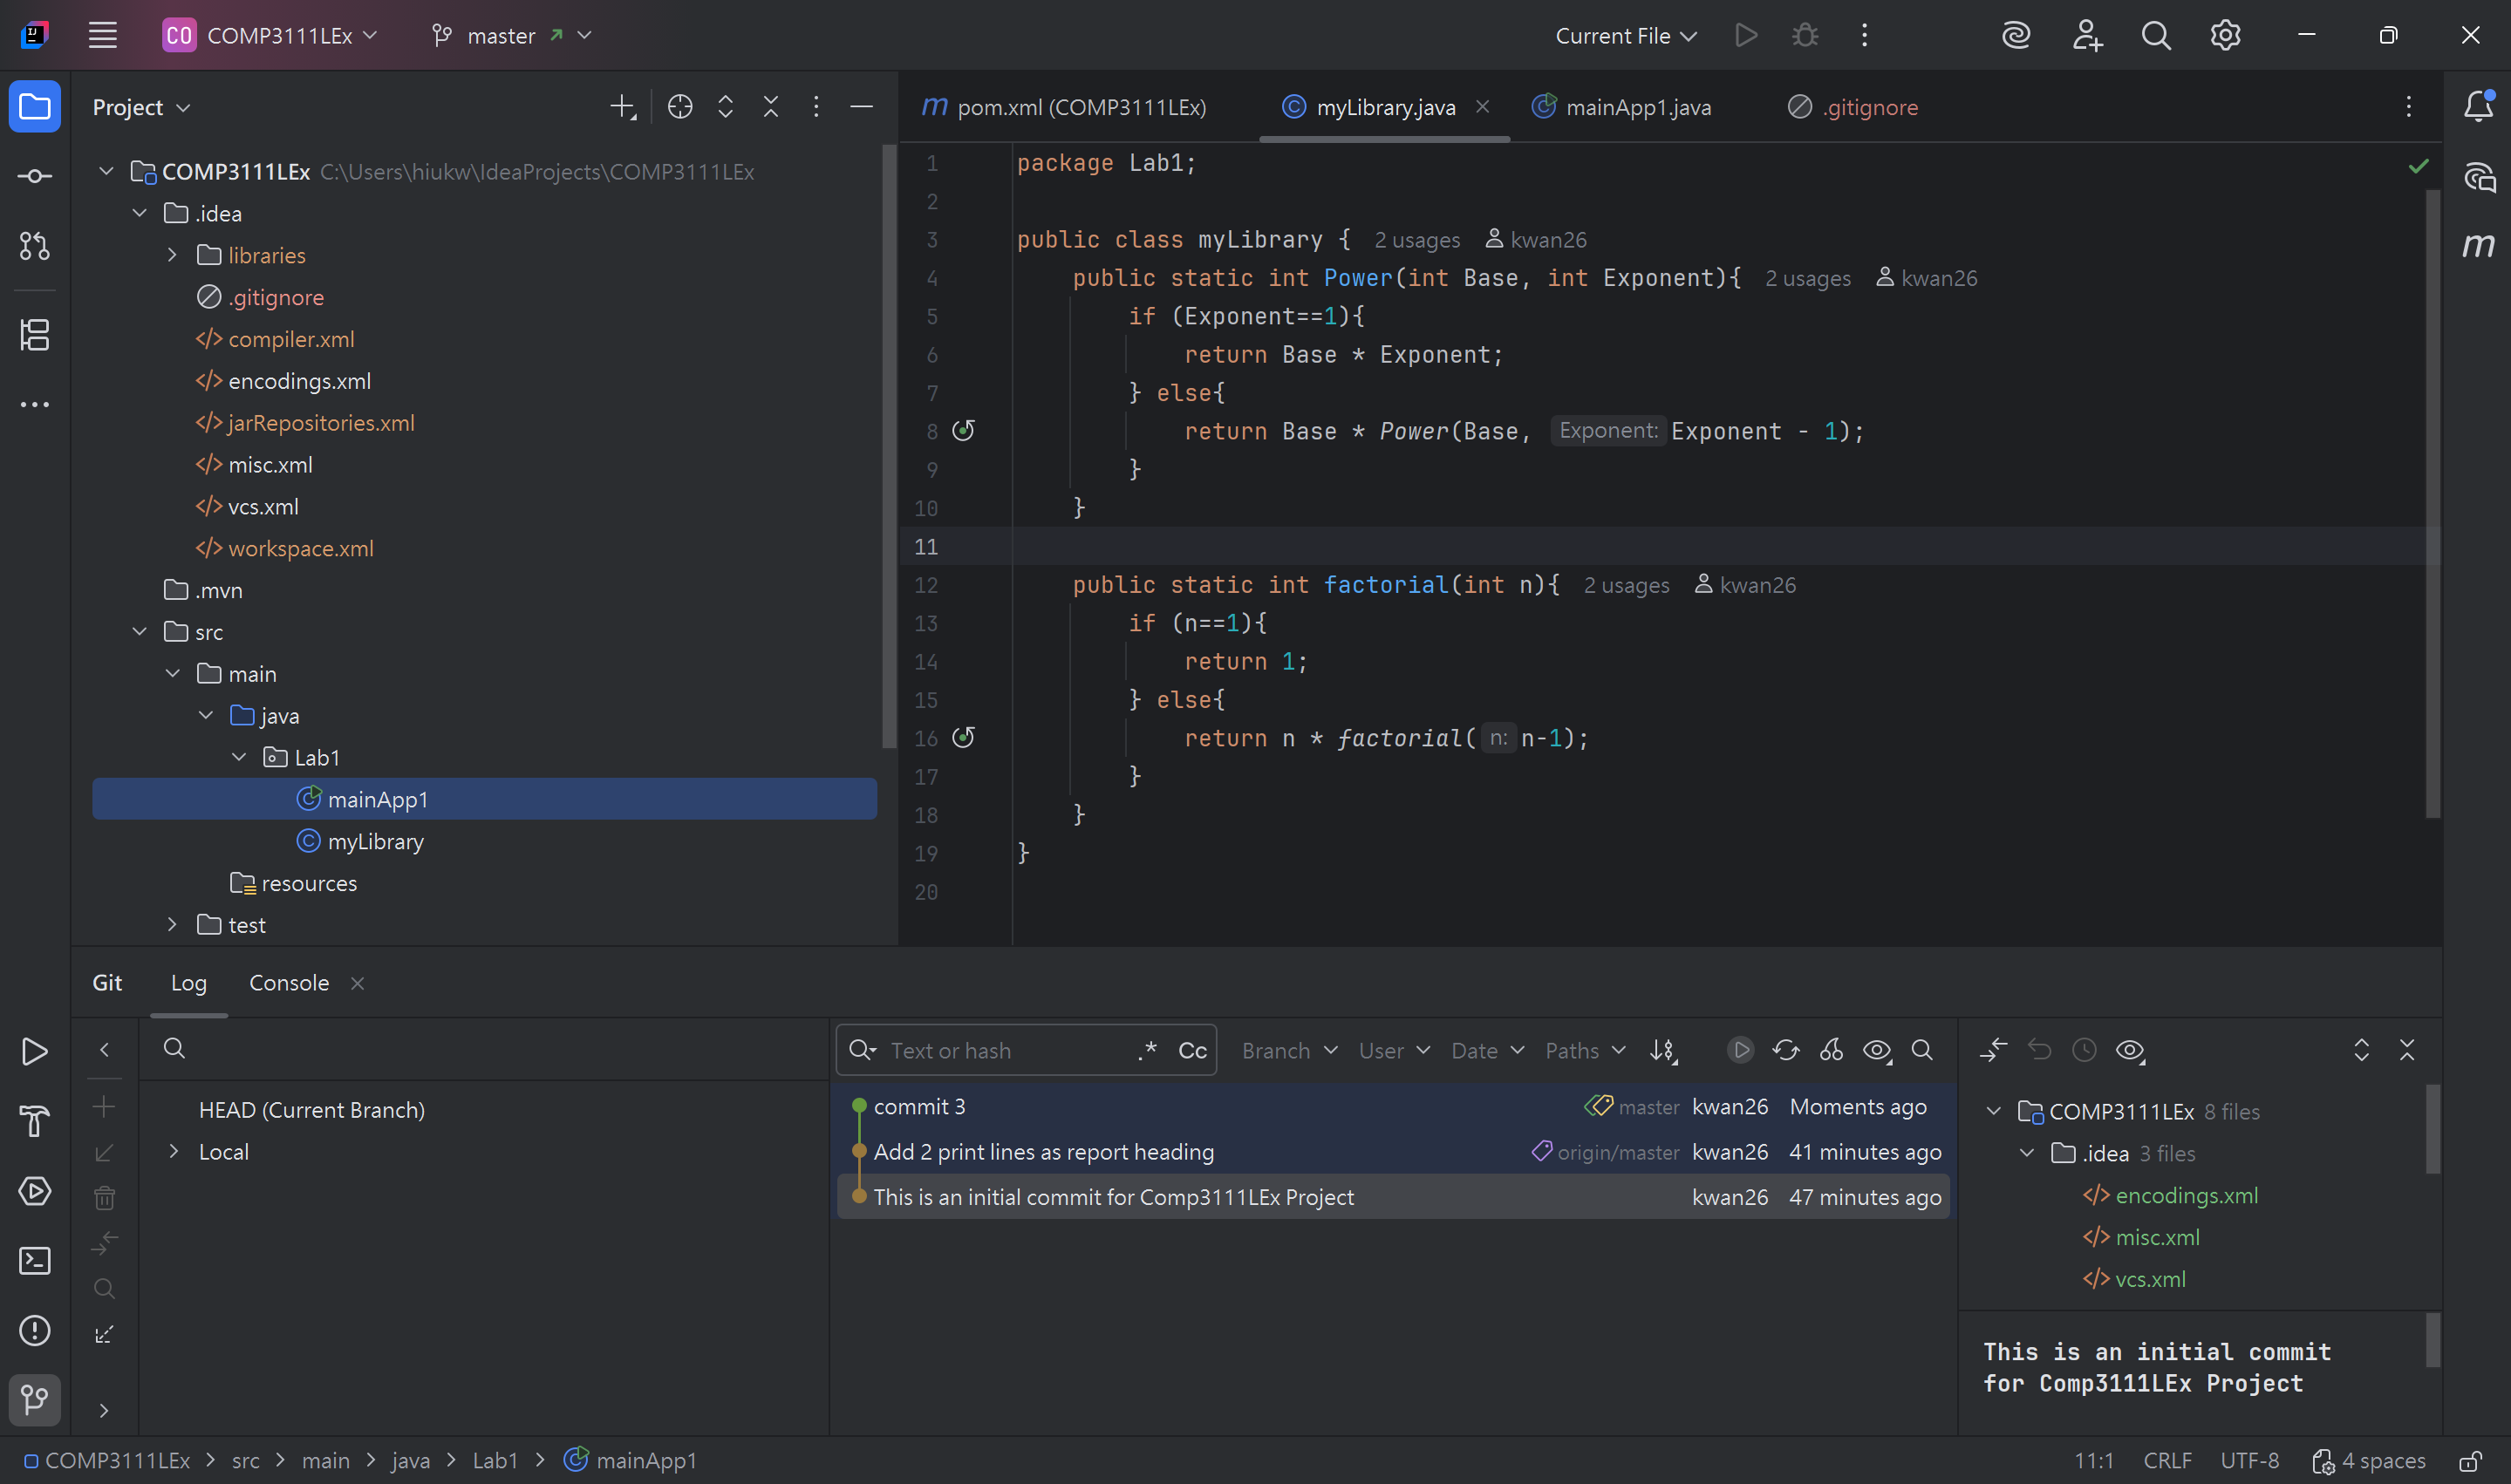 CO COMP3111LEx master Current File
Project
COMP3111LEx C:\Users\hiukw\IdeaProjects\COMP3111LEx
.idea
libraries
.gitignore
compiler.xml
encodings.xml
jarRepositories.xml
misc.xml
vcs.xml
workspace.xml
.mvn
src
main
java
Lab1
mainApp1
myLibrary
resources
test
pom.xml (COMP3111LEx) myLibrary.java mainApp1.java .gitignore
1 package Lab1;
2
3 public class myLibrary { 2 usages kwan26
4 public static int Power(int Base, int Exponent){ 2 usages kwan26
5 if (Exponent==1){
6 return Base * Exponent;
7 } else{
8 return Base * Power(Base, Exponent: Exponent - 1);
9 }
10 }
11
12 public static int factorial(int n){ 2 usages kwan26
13 if (n==1){
14 return 1;
15 } else{
16 return n * factorial( n: n-1);
17 }
18 }
19 }
20
Git Log Console
HEAD (Current Branch)
Local
Text or hash .* Cc Branch User Date Paths
commit 3 master kwan26 Moments ago
Add 2 print lines as report heading origin/master kwan26 41 minutes ago
This is an initial commit for Comp3111LEx Project kwan26 47 minutes ago
COMP3111LEx 8 files
.idea 3 files
encodings.xml
misc.xml
vcs.xml
This is an initial commit
for Comp3111LEx Project
COMP3111LEx > src > main > java > Lab1 > mainApp1 11:1 CRLF UTF-8 4 spaces